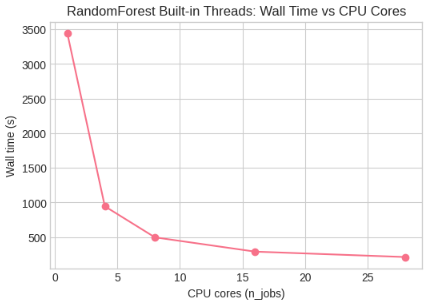 RandomForest Built-in Threads: Wall Time vs CPU Cores
3500
3000
2500
2000
1500
1000
500
Wall time (s)
0 5 10 15 20 25
CPU cores (n_jobs)